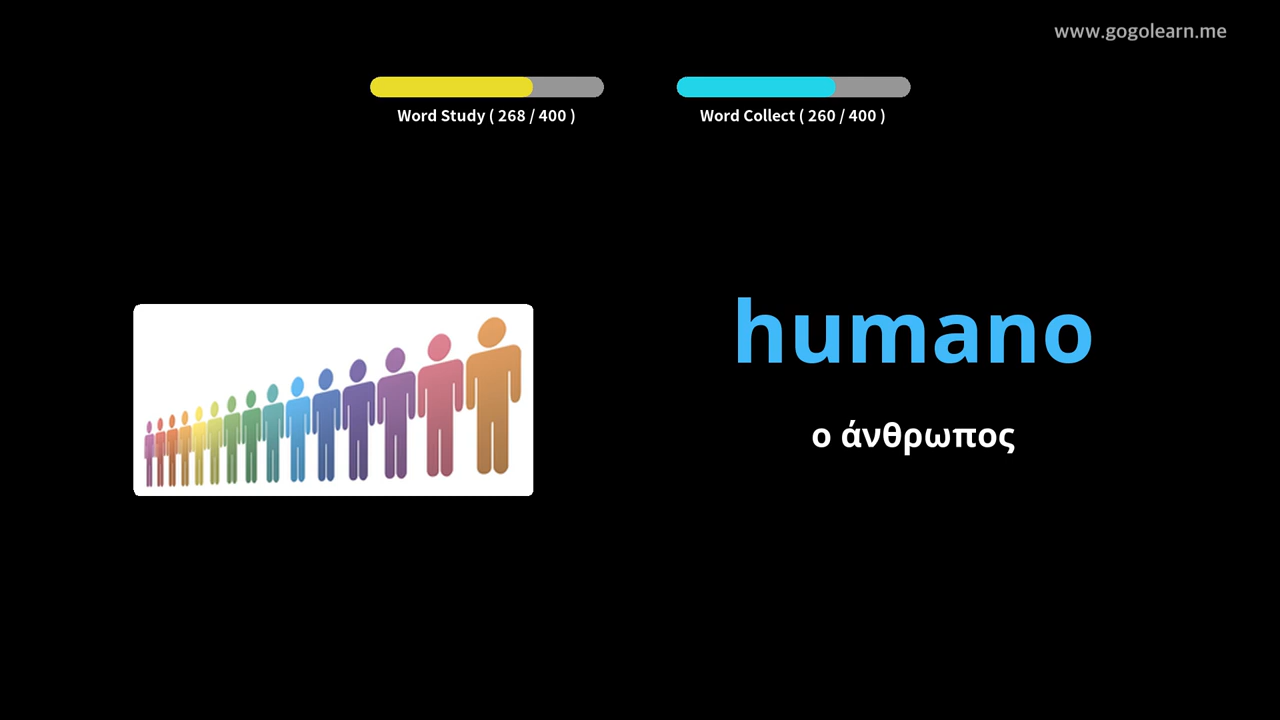 www.gogolearn.me
Word Study ( 268 / 400 )
Word Collect ( 260 / 400 )
humano
ο άνθρωπος